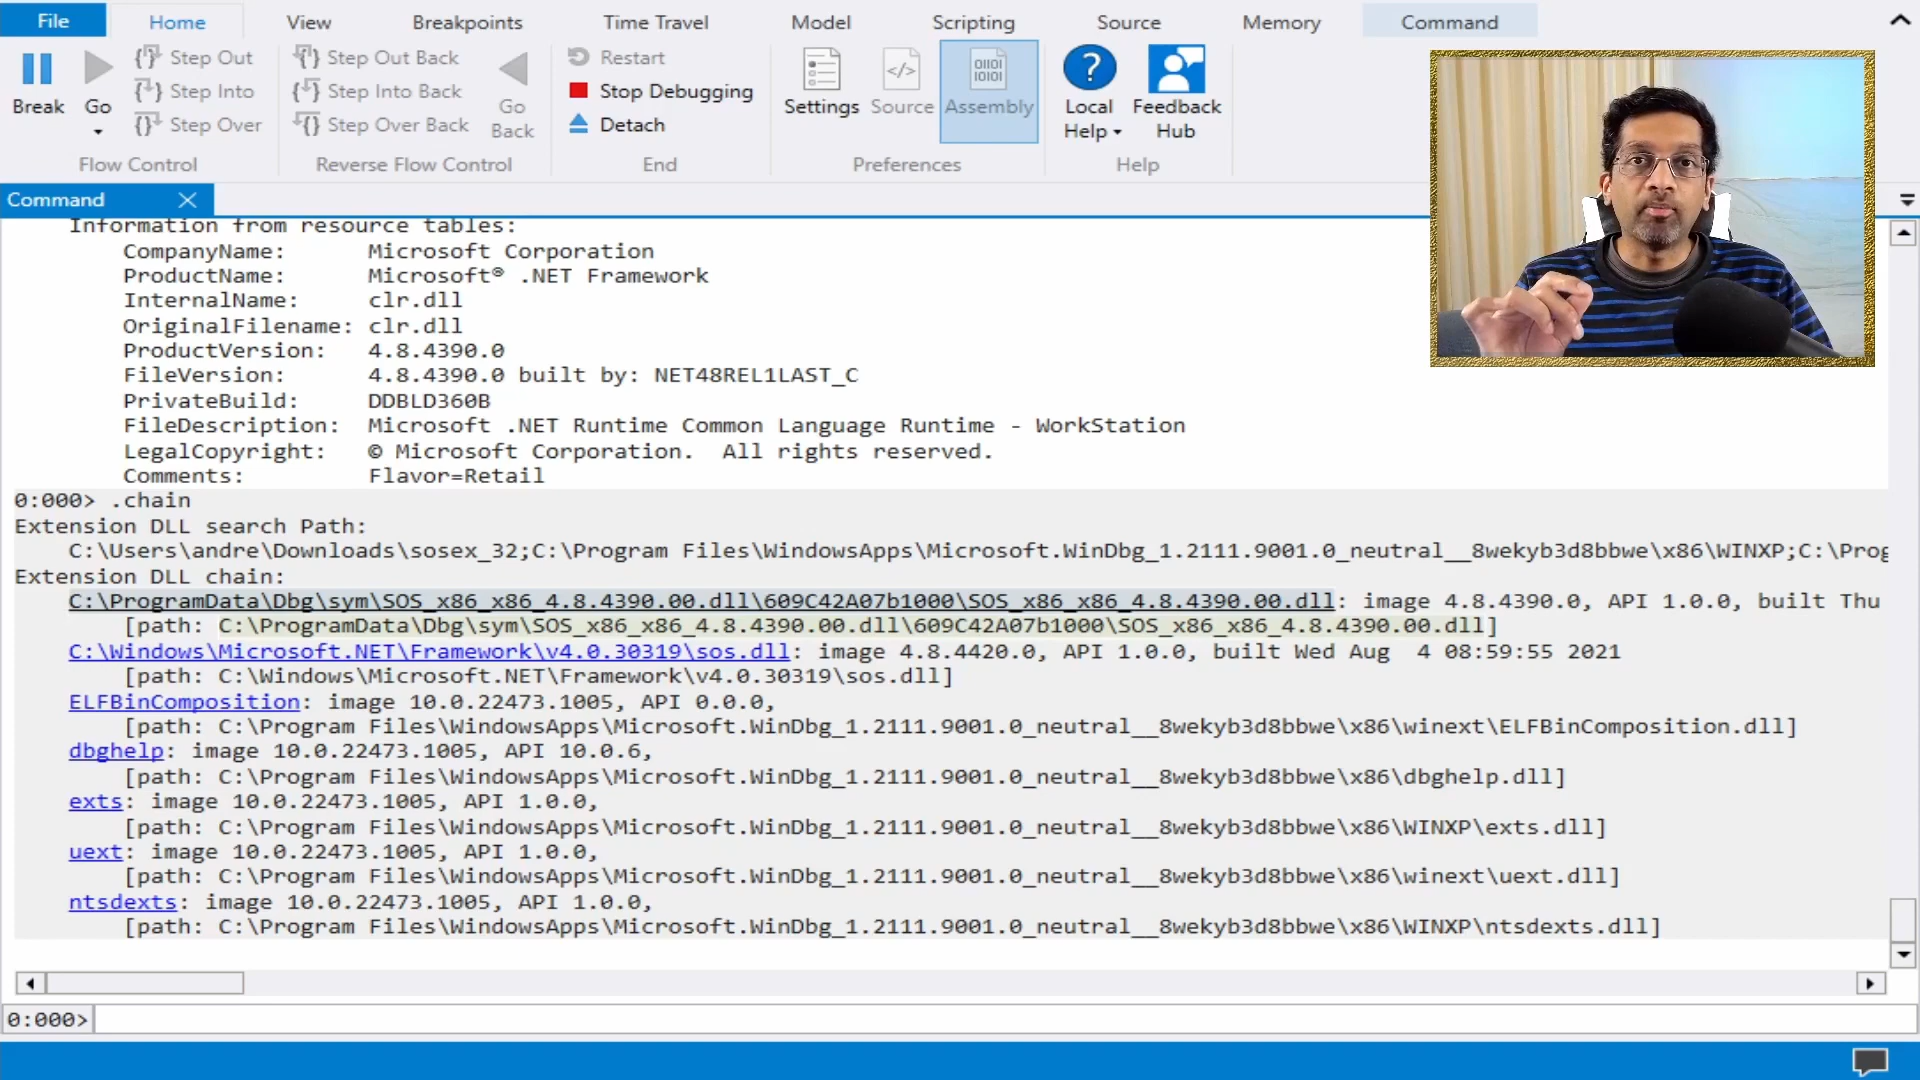 File Home View Breakpoints Time Travel Model Scripting Source Memory Command
Step Out Step Out Back Restart
Step Into Step Into Back Stop Debugging
Break Go Go Back Settings Source Assembly Local Help Feedback Hub
Step Over Step Over Back Detach
Flow Control Reverse Flow Control End Preferences Help
Command
Information from resource tables:
CompanyName: Microsoft Corporation
ProductName: Microsoft® .NET Framework
InternalName: clr.dll
OriginalFilename: clr.dll
ProductVersion: 4.8.4390.0
FileVersion: 4.8.4390.0 built by: NET48REL1LAST_C
PrivateBuild: DDBLD360B
FileDescription: Microsoft .NET Runtime Common Language Runtime - WorkStation
LegalCopyright: © Microsoft Corporation. All rights reserved.
Comments: Flavor=Retail
0:000> .chain
Extension DLL search Path:
C:\Users\andre\Downloads\sosex_32;C:\Program Files\WindowsApps\Microsoft.WinDbg_1.2111.9001.0_neutral__8wekyb3d8bbwe\x86\WINXP;C:\Prog
Extension DLL chain:
C:\ProgramData\Dbg\sym\SOS_x86_x86_4.8.4390.00.dll\609C42A07b1000\SOS_x86_x86_4.8.4390.00.dll: image 4.8.4390.0, API 1.0.0, built Thu
[path: C:\ProgramData\Dbg\sym\SOS_x86_x86_4.8.4390.00.dll\609C42A07b1000\SOS_x86_x86_4.8.4390.00.dll]
C:\Windows\Microsoft.NET\Framework\v4.0.30319\sos.dll: image 4.8.4420.0, API 1.0.0, built Wed Aug  4 08:59:55 2021
[path: C:\Windows\Microsoft.NET\Framework\v4.0.30319\sos.dll]
ELFBinComposition: image 10.0.22473.1005, API 0.0.0,
[path: C:\Program Files\WindowsApps\Microsoft.WinDbg_1.2111.9001.0_neutral__8wekyb3d8bbwe\x86\winext\ELFBinComposition.dll]
dbghelp: image 10.0.22473.1005, API 10.0.6,
[path: C:\Program Files\WindowsApps\Microsoft.WinDbg_1.2111.9001.0_neutral__8wekyb3d8bbwe\x86\dbghelp.dll]
exts: image 10.0.22473.1005, API 1.0.0,
[path: C:\Program Files\WindowsApps\Microsoft.WinDbg_1.2111.9001.0_neutral__8wekyb3d8bbwe\x86\WINXP\exts.dll]
uext: image 10.0.22473.1005, API 1.0.0,
[path: C:\Program Files\WindowsApps\Microsoft.WinDbg_1.2111.9001.0_neutral__8wekyb3d8bbwe\x86\winext\uext.dll]
ntsdexts: image 10.0.22473.1005, API 1.0.0,
[path: C:\Program Files\WindowsApps\Microsoft.WinDbg_1.2111.9001.0_neutral__8wekyb3d8bbwe\x86\WINXP\ntsdexts.dll]
0:000>